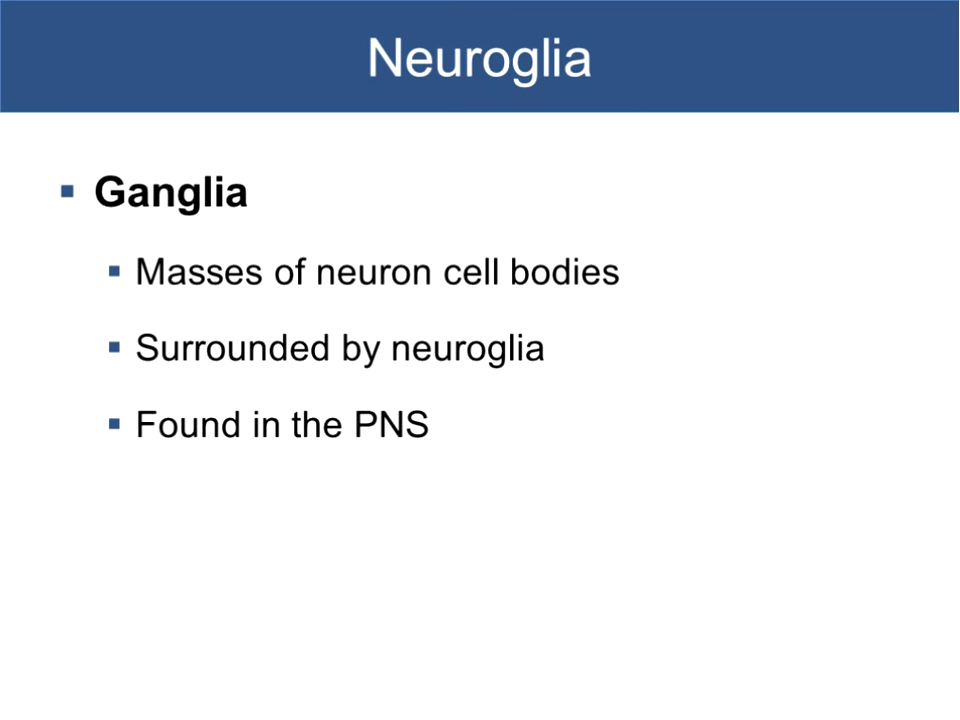 Neuroglia
Ganglia
Masses of neuron cell bodies
Surrounded by neuroglia
Found in the PNS